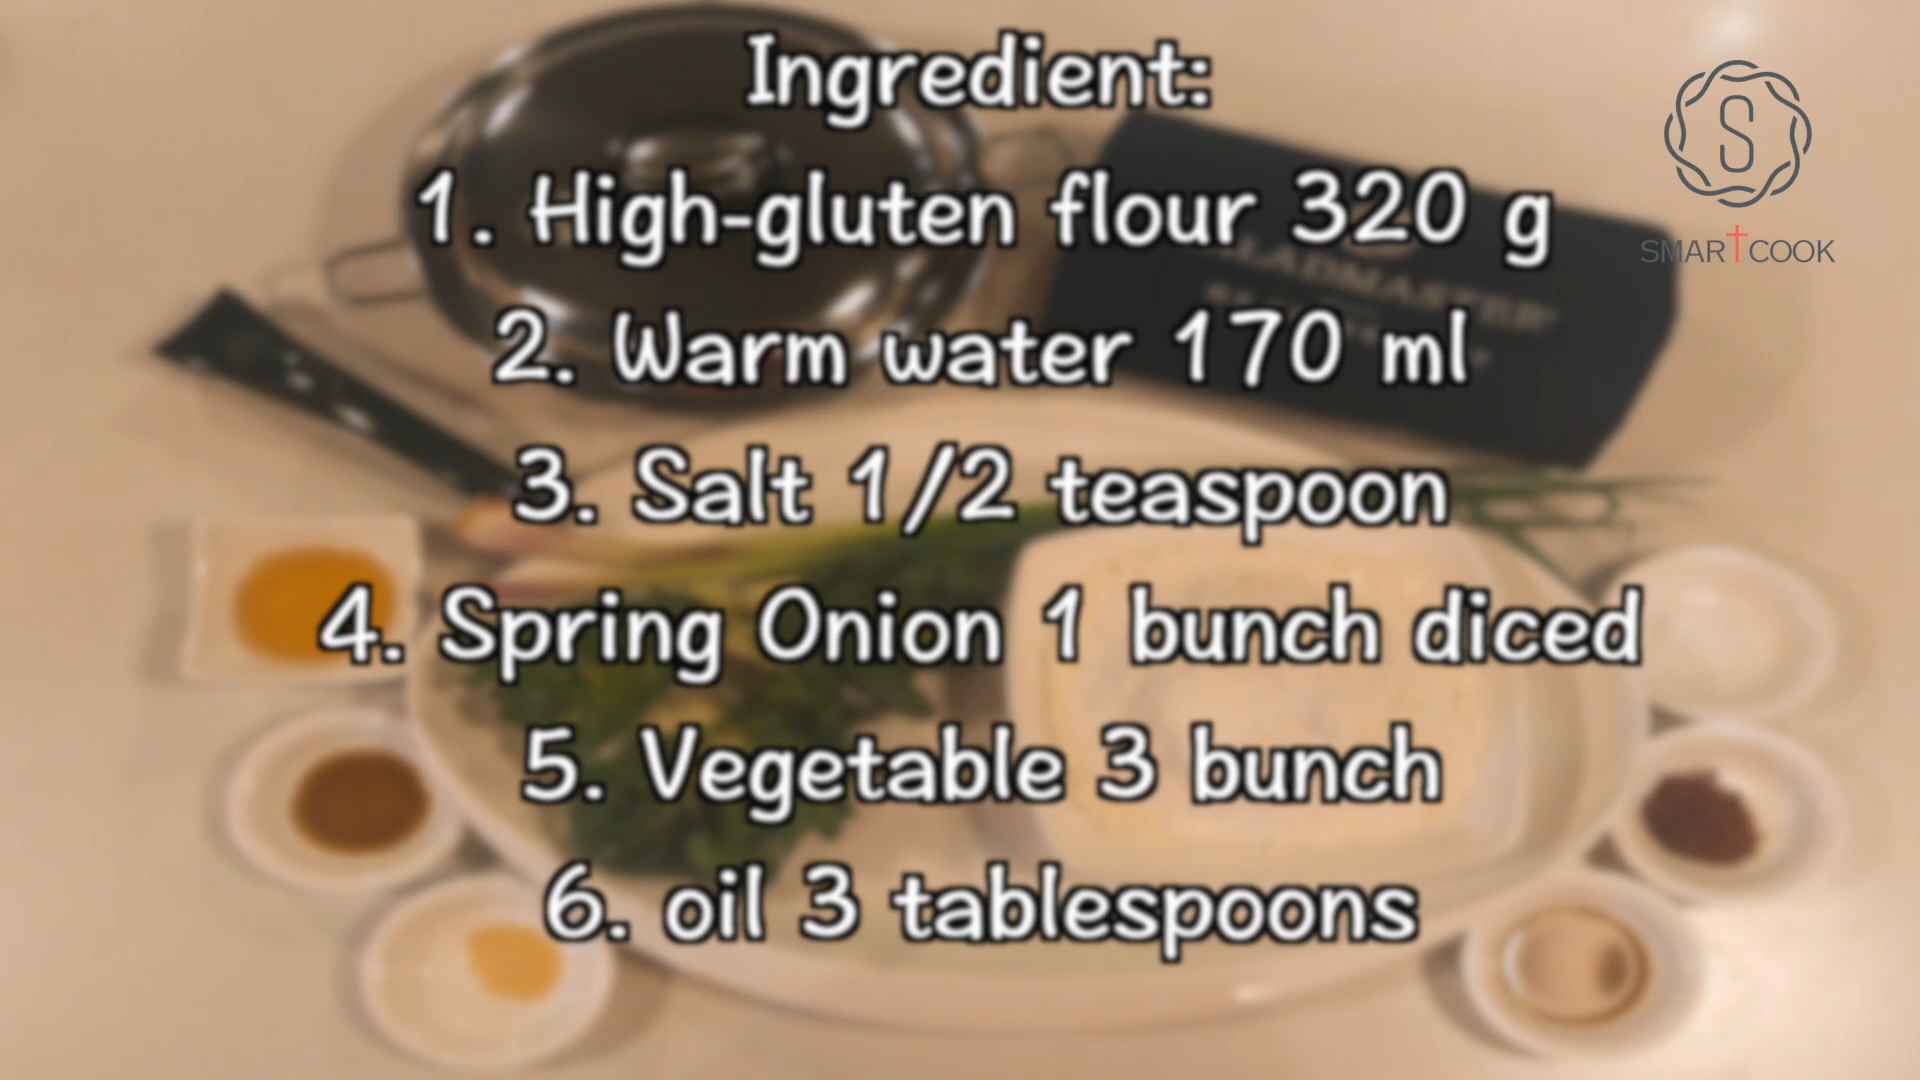 Ingredient:
1. High-gluten flour 320 g
2. Warm water 170 ml
3. Salt 1/2 teaspoon
4. Spring Onion 1 bunch diced
5. Vegetable 3 bunch
6. oil 3 tablespoons
S
SMARTCOOK